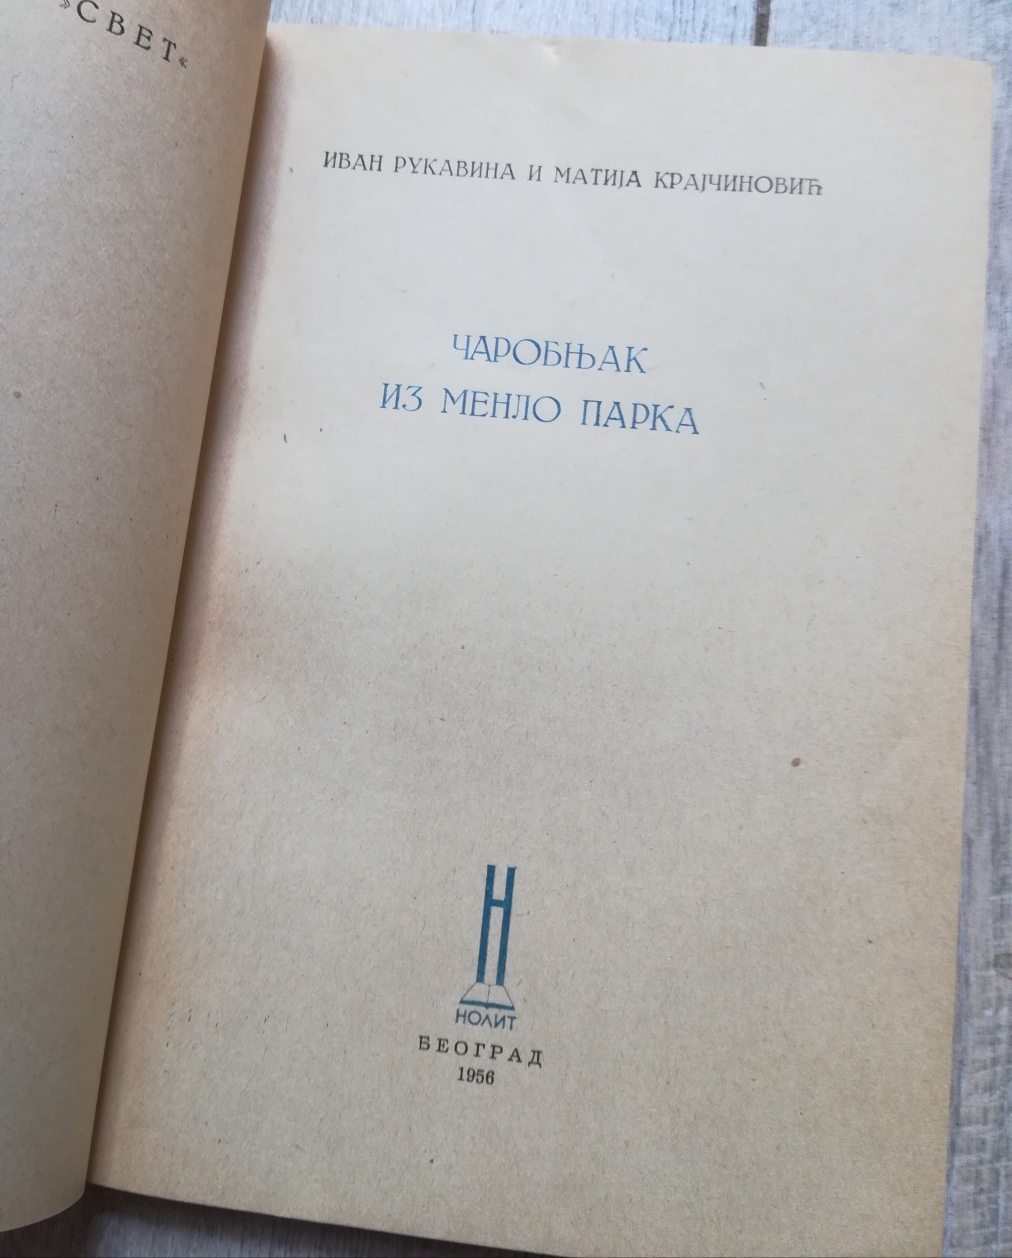 »СВЕТ«
ИВАН РУКАВИНА И МАТИЈА КРАЈЧИНОВИЋ
ЧАРОБЊАК
ИЗ МЕНЛО ПАРКА
Н
НОЛИТ
БЕОГРАД
1956